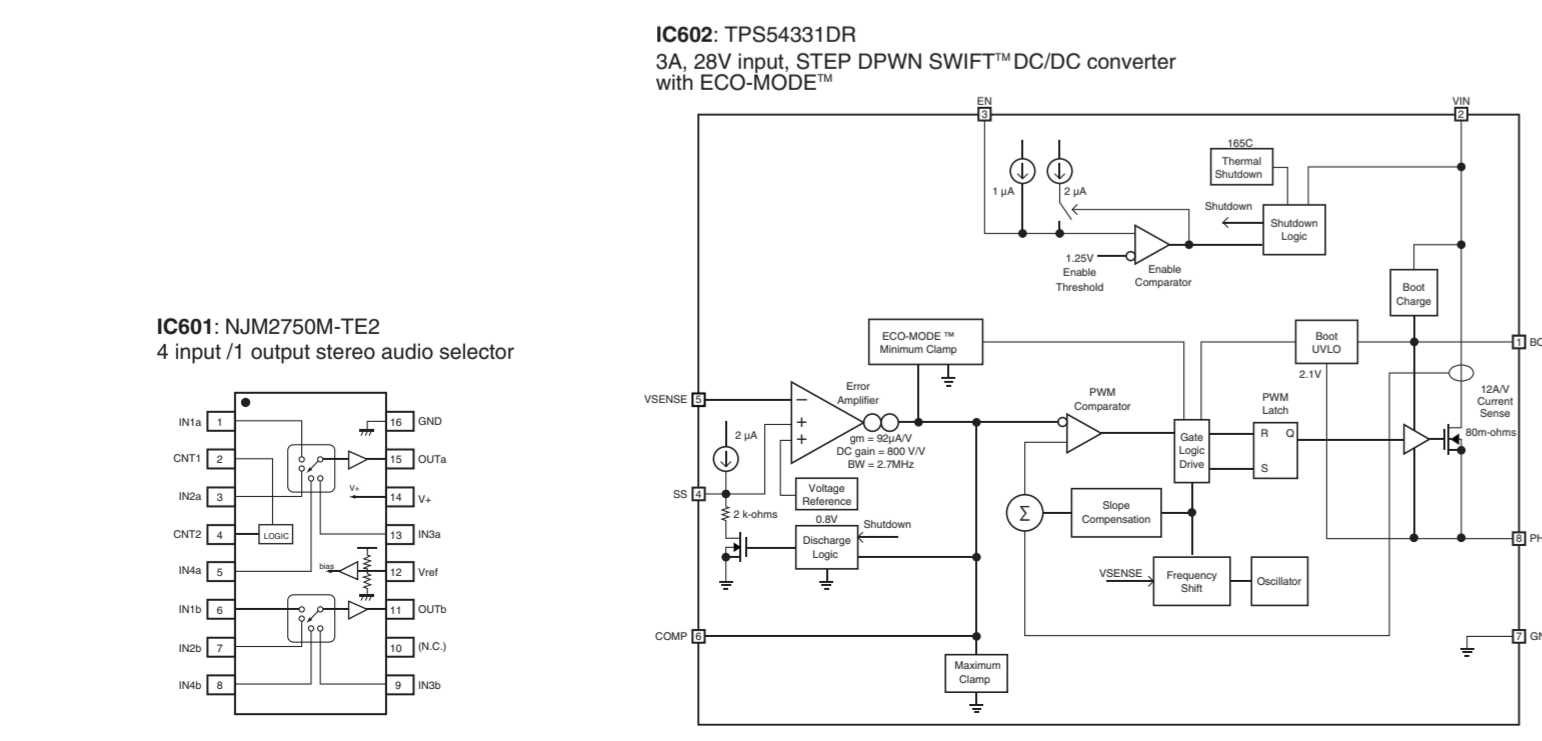 IC602: TPS54331DR
3A, 28V input, STEP DPWN SWIFT™ DC/DC converter
with ECO-MODE™
EN
3
VIN
2
165C
Thermal
Shutdown
1 µA
2 µA
Shutdown
Shutdown
Logic
1.25V
Enable
Threshold
Enable
Comparator
Boot
Charge
ECO-MODE ™
Minimum Clamp
Boot
UVLO
2.1V
1
BO
12A/V
Current
Sense
80m-ohms
VSENSE
5
Error
Amplifier
gm = 92µA/V
DC gain = 800 V/V
BW = 2.7MHz
PWM
Comparator
PWM
Latch
R
Q
S
Gate
Logic
Drive
2 µA
SS
4
2 k-ohms
Voltage
Reference
0.8V
Discharge
Logic
Shutdown
Σ
Slope
Compensation
VSENSE
Frequency
Shift
Oscillator
8
PH
COMP
6
Maximum
Clamp
7
GN
IC601: NJM2750M-TE2
4 input /1 output stereo audio selector
IN1a
1
16
GND
CNT1
2
15
OUTa
IN2a
3
V+
14
V+
CNT2
4
LOGIC
13
IN3a
IN4a
5
bias
12
Vref
IN1b
6
11
OUTb
IN2b
7
10
(N.C.)
IN4b
8
9
IN3b